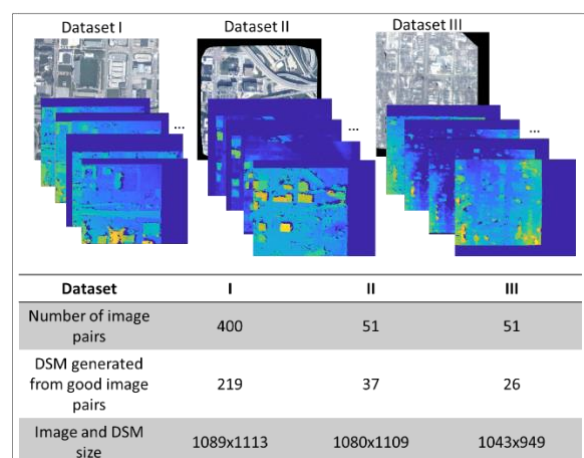 Dataset I Dataset II Dataset III
... ... ...
Dataset I II III
Number of image
pairs 400 51 51
DSM generated
from good image
pairs 219 37 26
Image and DSM
size 1089x1113 1080x1109 1043x949